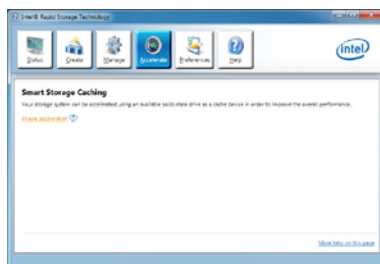 Intel® Rapid Storage Technology
Status Create Manage Accelerate Preferences Help
intel
Smart Storage Caching
Your storage system can be accelerated using an available solid-state drive as a cache device in order to improve the overall performance.
Enable acceleration
More help on this page